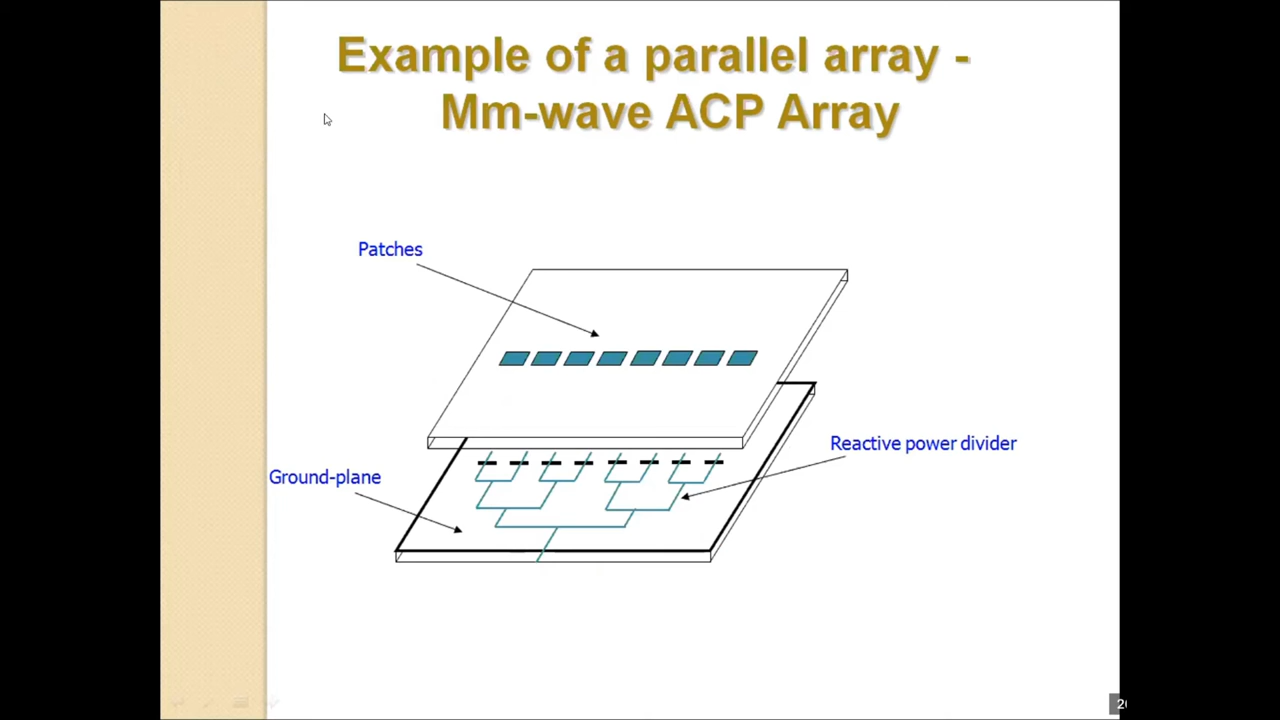 Example of a parallel array -
Mm-wave ACP Array
Patches
Reactive power divider
Ground-plane